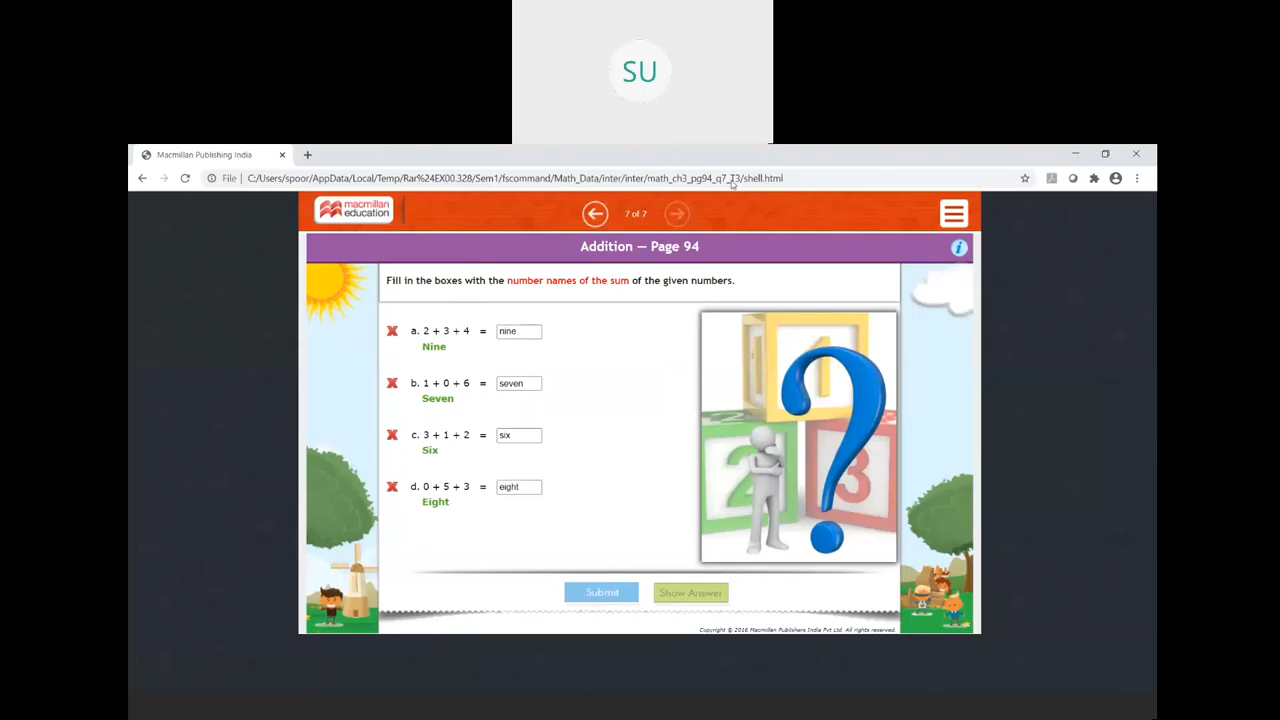 SU
Macmillan Publishing India
File | C:/Users/spoor/AppData/Local/Temp/Rar%24EX00.328/Sem1/fscommand/Math_Data/inter/inter/math_ch3_pg94_q7_T3/shell.html
macmillan
education
7 of 7
Addition – Page 94
i
Fill in the boxes with the number names of the sum of the given numbers.
a. 2 + 3 + 4 = nine
Nine
b. 1 + 0 + 6 = seven
Seven
c. 3 + 1 + 2 = six
Six
d. 0 + 5 + 3 = eight
Eight
1
?
2
3
Submit
Show Answer
Copyright © 2016 Macmillan Publishers India Pvt Ltd. All rights reserved.